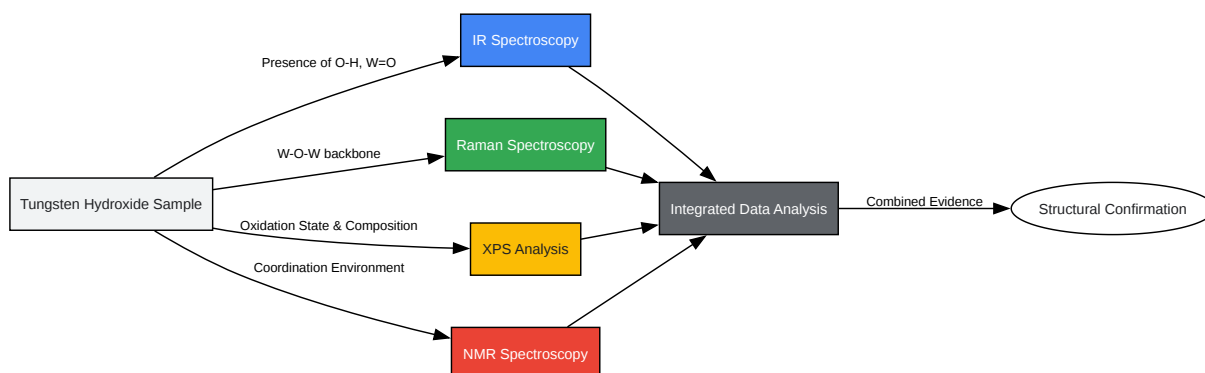 IR Spectroscopy
Presence of O-H, W=O
Raman Spectroscopy
W-O-W backbone
Tungsten Hydroxide Sample
Integrated Data Analysis
Combined Evidence
Structural Confirmation
Oxidation State & Composition
XPS Analysis
Coordination Environment
NMR Spectroscopy